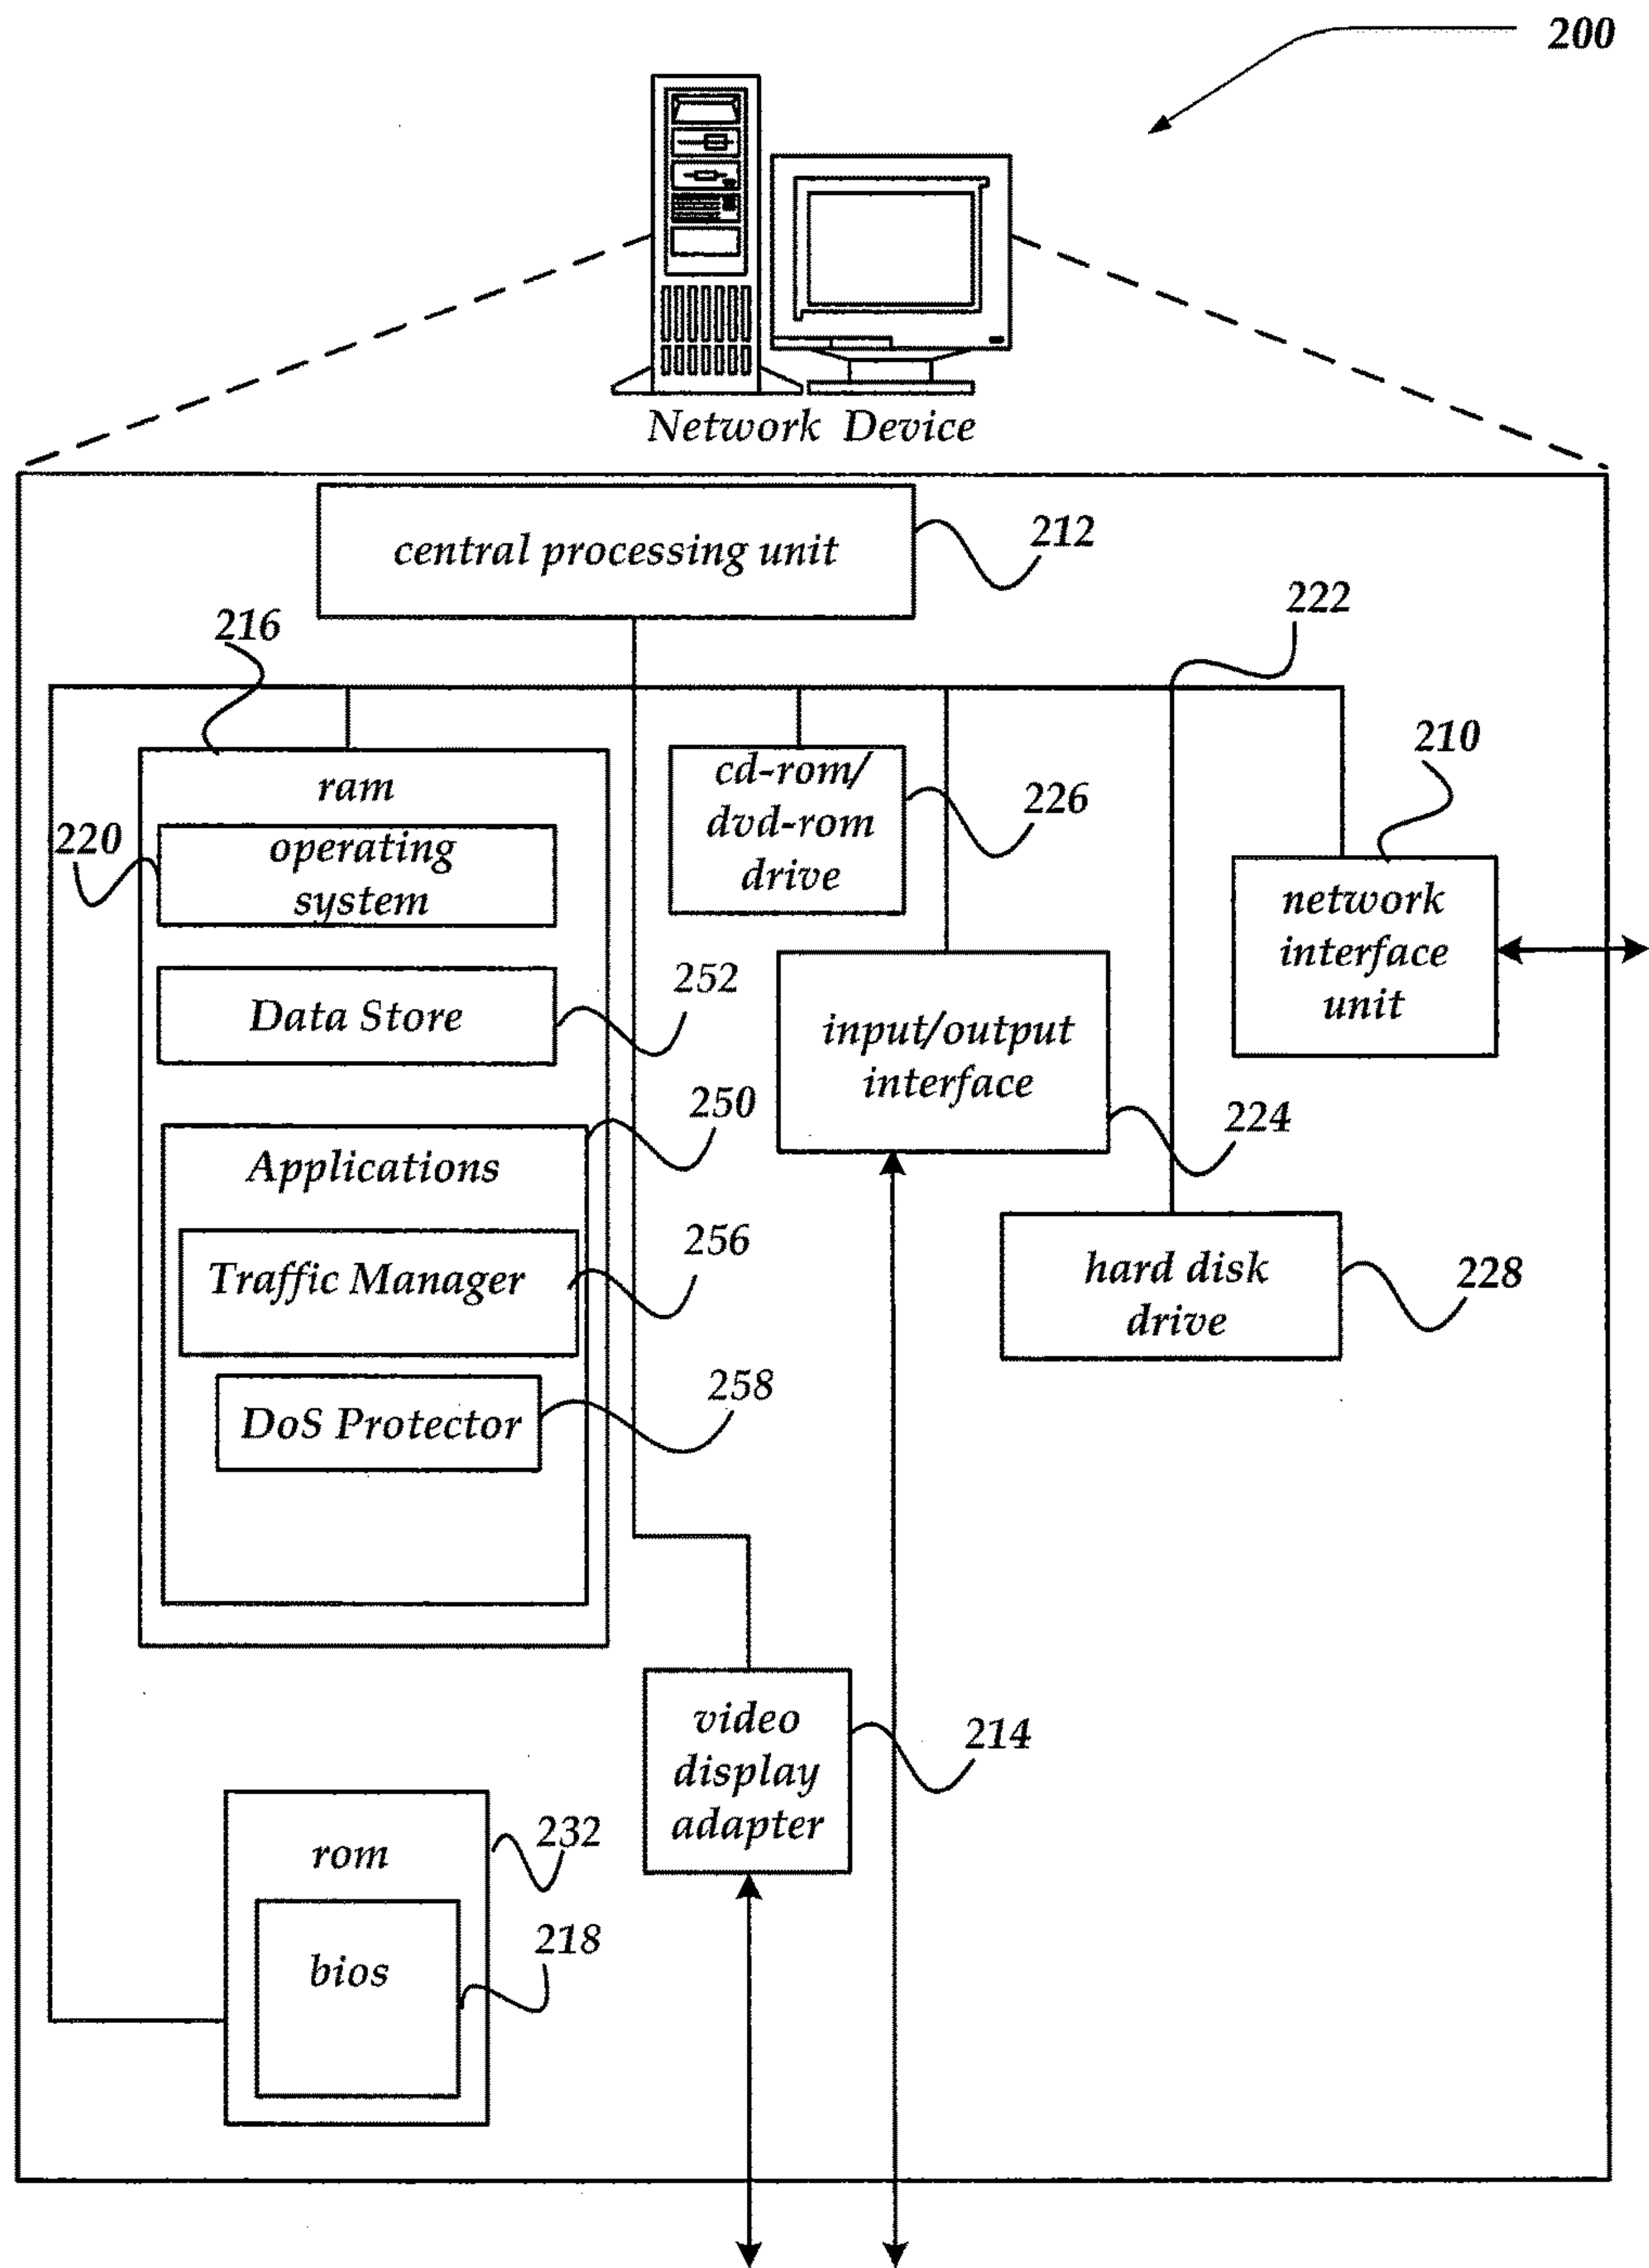 200
Network Device
central processing unit
212
222
216
210
ram
cd-rom/
dvd-rom
drive
226
220
operating
system
network
interface
unit
252
Data Store
input/output
interface
250
224
Applications
256
Traffic Manager
hard disk
drive
228
258
DoS Protector
video
display
adapter
214
232
rom
218
bios